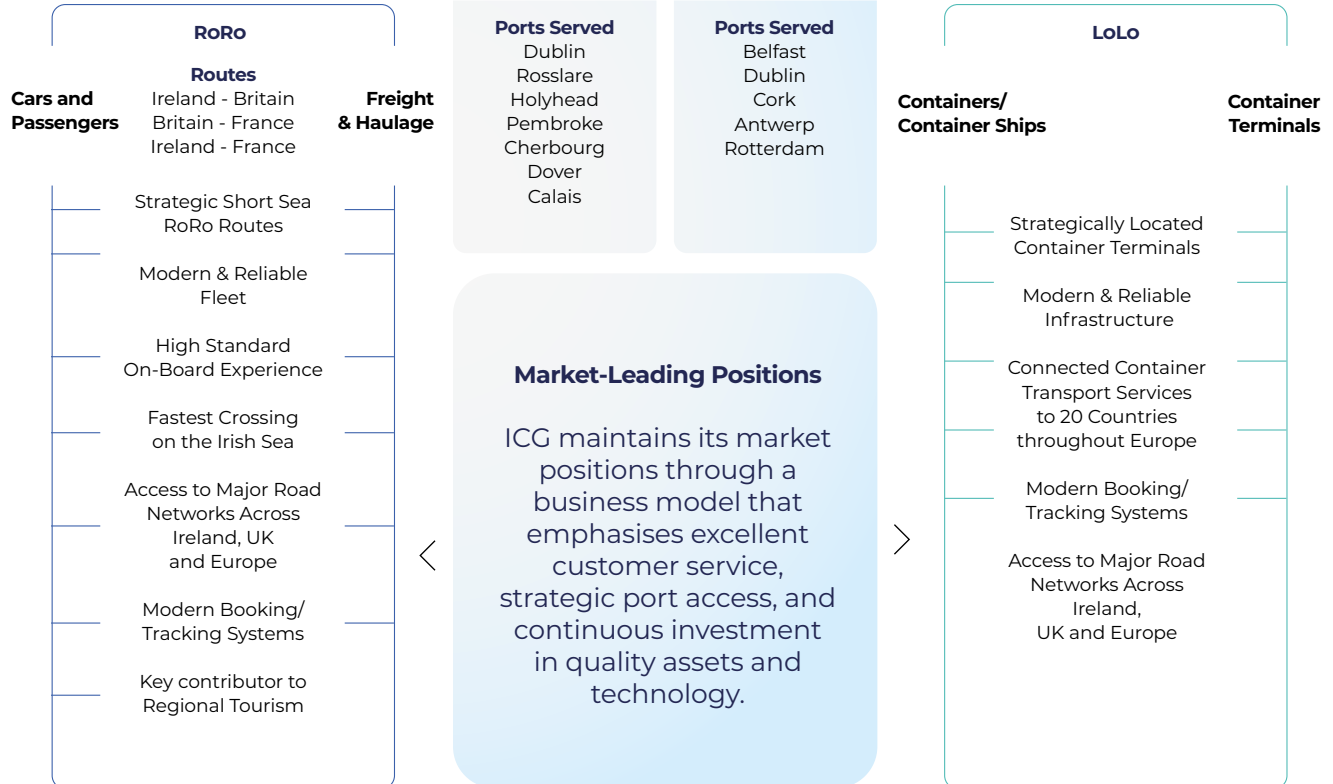 RoRo
Routes
Cars and
Passengers
Ireland - Britain
Britain - France
Ireland - France
Freight
& Haulage
Strategic Short Sea
RoRo Routes
Modern & Reliable
Fleet
High Standard
On-Board Experience
Fastest Crossing
on the Irish Sea
Access to Major Road
Networks Across
Ireland, UK
and Europe
Modern Booking/
Tracking Systems
Key contributor to
Regional Tourism
Ports Served
Dublin
Rosslare
Holyhead
Pembroke
Cherbourg
Dover
Calais
Ports Served
Belfast
Dublin
Cork
Antwerp
Rotterdam
Market-Leading Positions
ICG maintains its market
positions through a
business model that
emphasises excellent
customer service,
strategic port access, and
continuous investment
in quality assets and
technology.
LoLo
Containers/
Container Ships
Container
Terminals
Strategically Located
Container Terminals
Modern & Reliable
Infrastructure
Connected Container
Transport Services
to 20 Countries
throughout Europe
Modern Booking/
Tracking Systems
Access to Major Road
Networks Across
Ireland,
UK and Europe